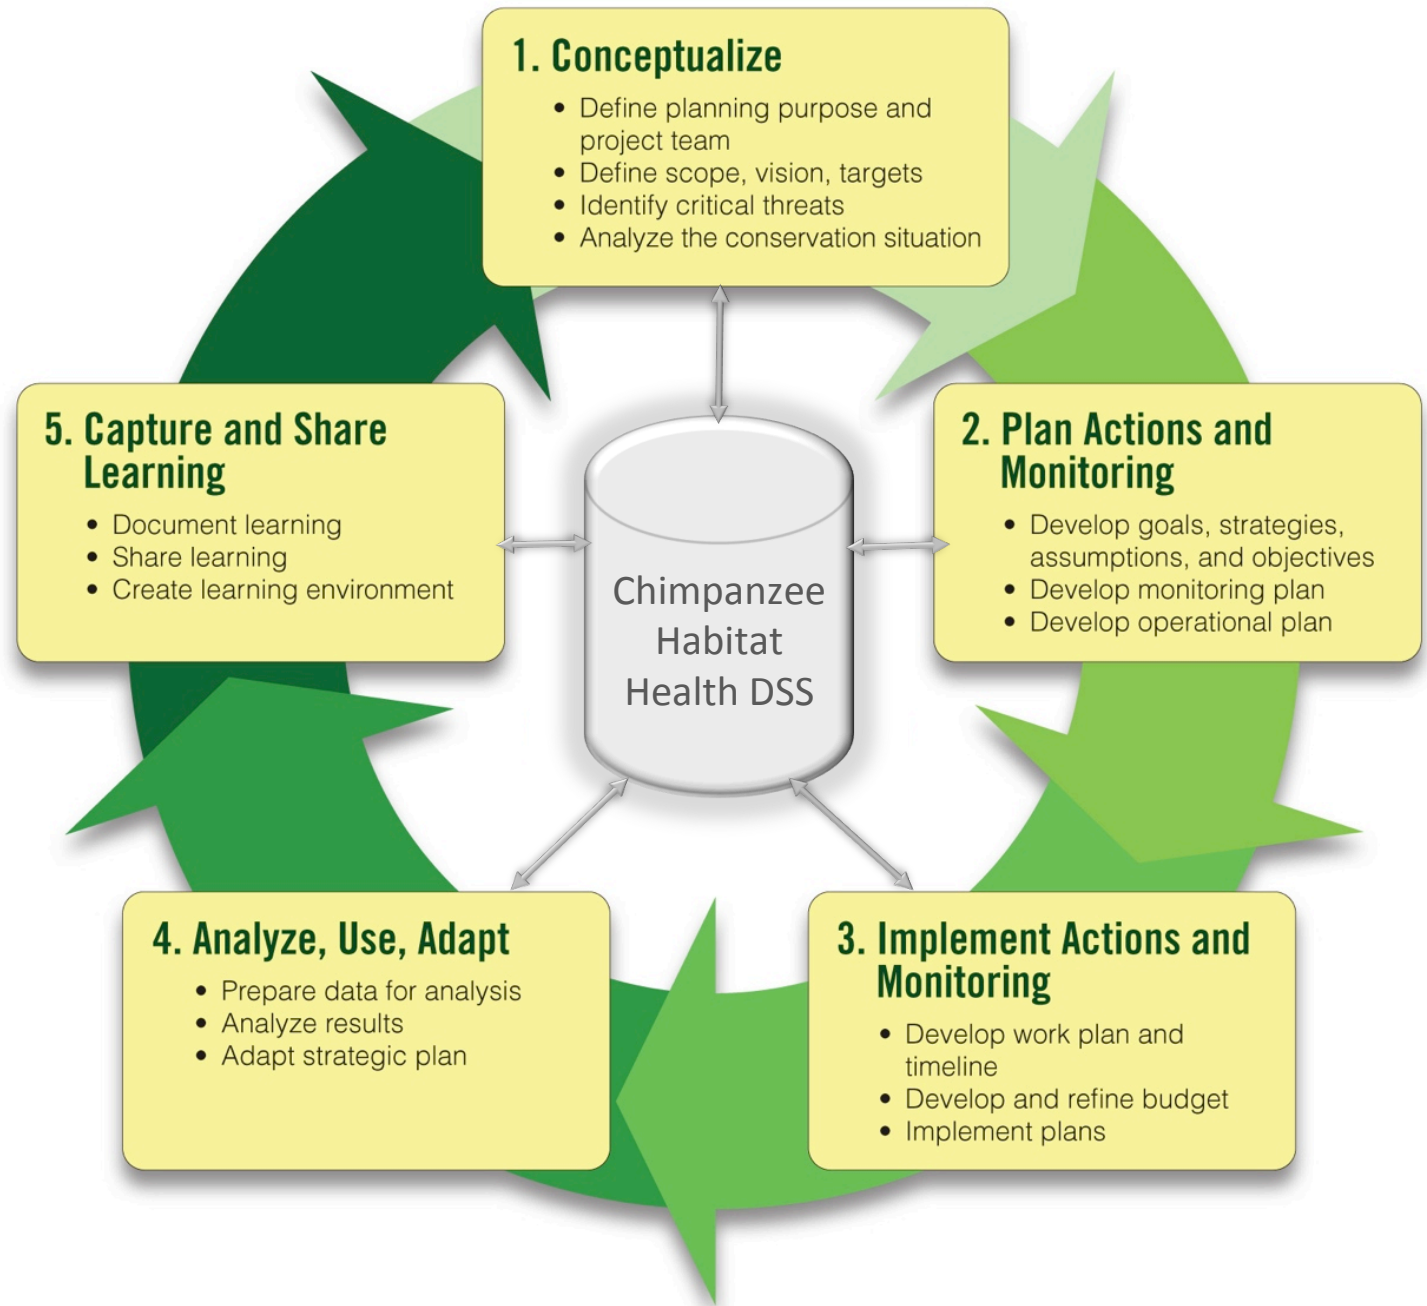 1. Conceptualize
• Define planning purpose and
project team
• Define scope, vision, targets
• Identify critical threats
• Analyze the conservation situation
2. Plan Actions and
Monitoring
• Develop goals, strategies,
assumptions, and objectives
• Develop monitoring plan
• Develop operational plan
3. Implement Actions and
Monitoring
• Develop work plan and
timeline
• Develop and refine budget
• Implement plans
4. Analyze, Use, Adapt
• Prepare data for analysis
• Analyze results
• Adapt strategic plan
5. Capture and Share
Learning
• Document learning
• Share learning
• Create learning environment
Chimpanzee
Habitat
Health DSS